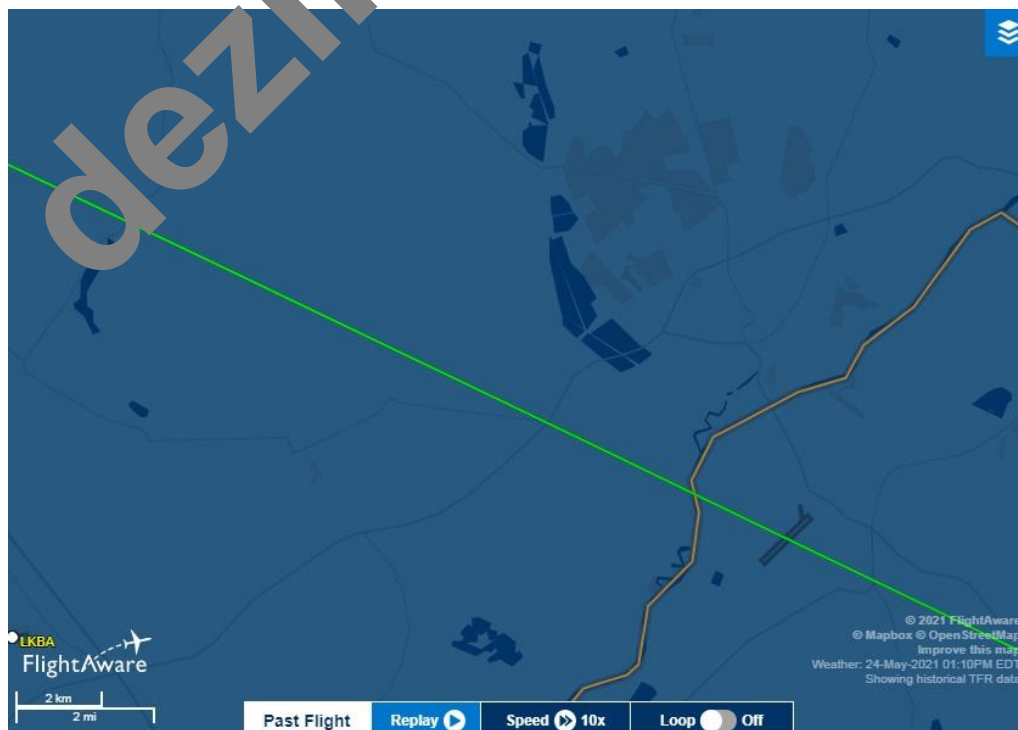 dezi
LKBA
FlightAware
2 km
2 mi
© 2021 FlightAware
© Mapbox © OpenStreetMap
Improve this map
Weather: 24-May-2021 01:10PM EDT
Showing historical TFR data
Past Flight Replay Speed 10x Loop Off